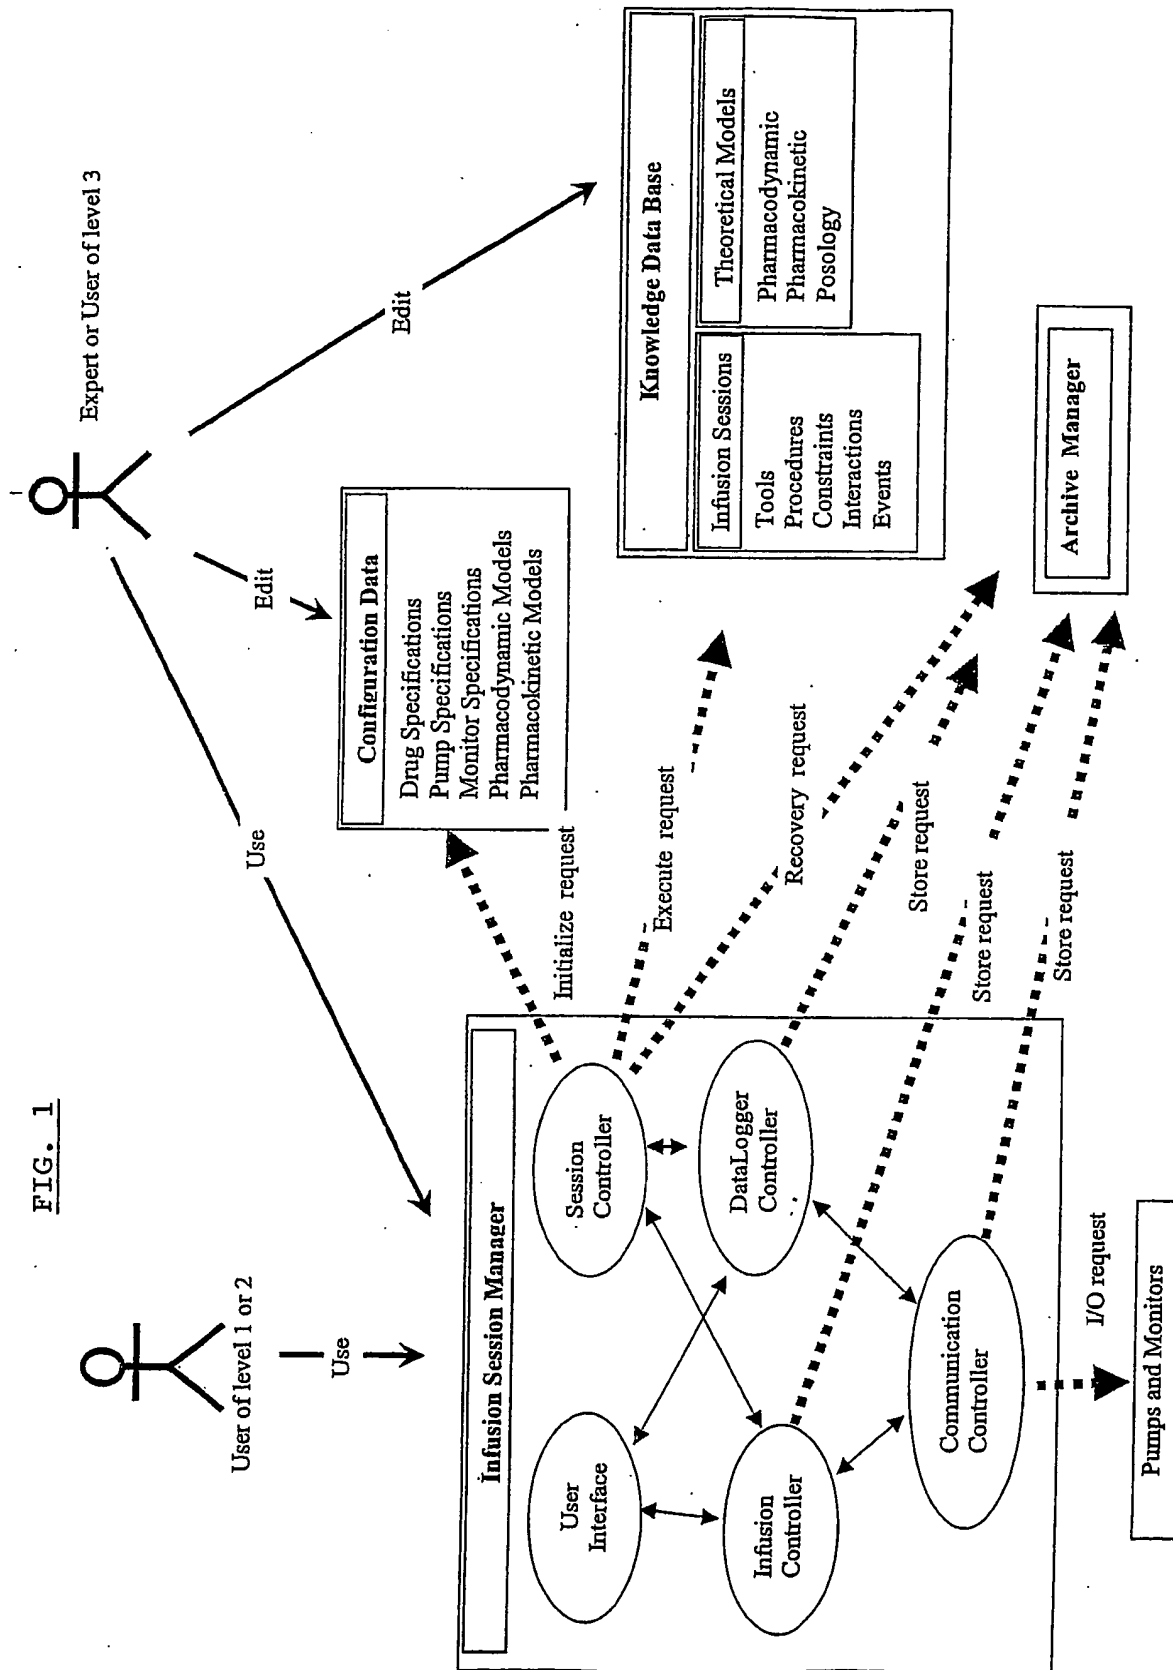 FIG. 1
User of level 1 or 2
Expert or User of level 3
Use
Use
Edit
Edit
Infusion Session Manager
User
Interface
Session
Controller
Infusion
Controller
DataLogger
Controller
Communication
Controller
Configuration Data
Drug Specifications
Pump Specifications
Monitor Specifications
Pharmacodynamic Models
Pharmacokinetic Models
Knowledge Data Base
Infusion Sessions
Tools
Procedures
Constraints
Interactions
Events
Theoretical Models
Pharmacodynamic
Pharmacokinetic
Posology
Initialize request
Execute request
Recovery request
Store request
Store request
Store request
Archive Manager
I/O request
Pumps and Monitors